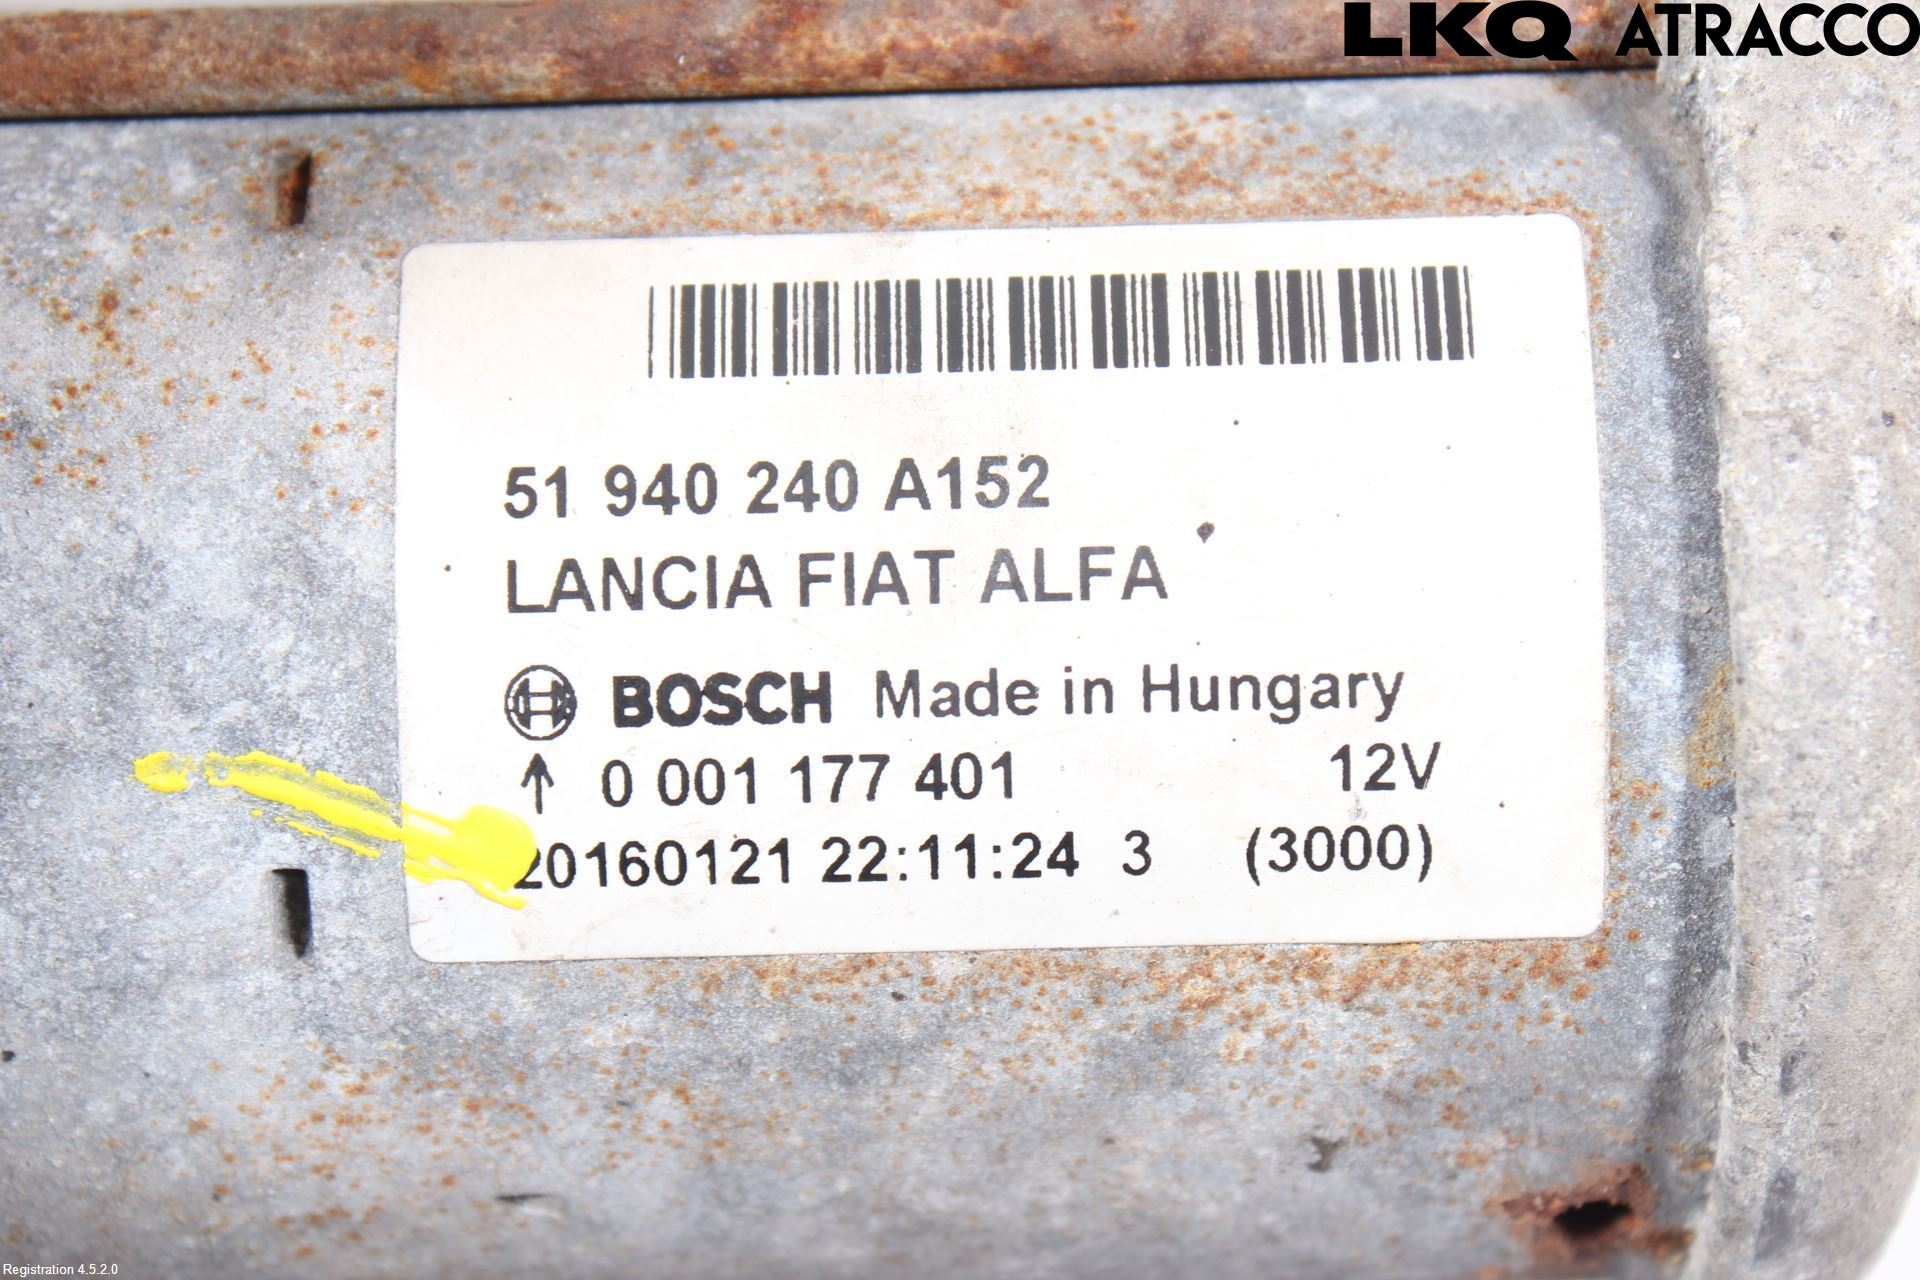 LKQ ATRACCO
51 940 240 A152
LANCIA FIAT ALFA
BOSCH Made in Hungary
↑ 0 001 177 401 12V
20160121 22:11:24 3 (3000)
Registration 4.5.2.0